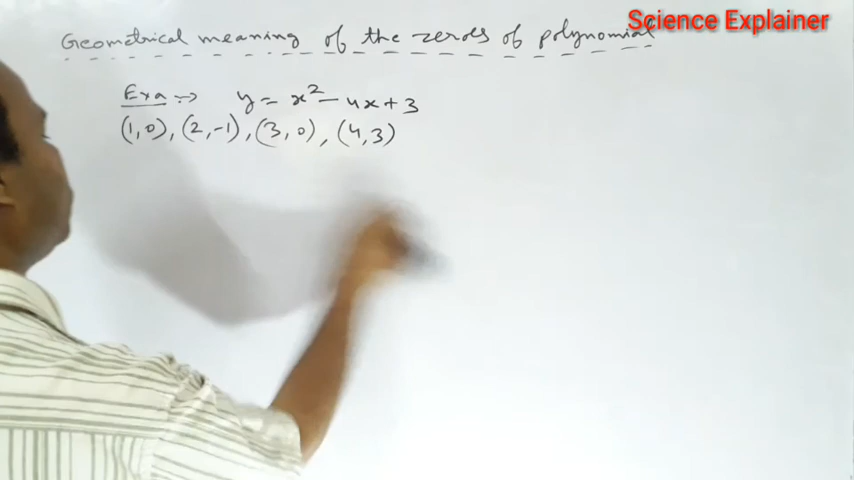 Science Explainer
Geometrical meaning of the zeroes of polynomial
Exa :-> y = x² - 4x + 3
(1,0), (2,-1), (3,0), (4,3)